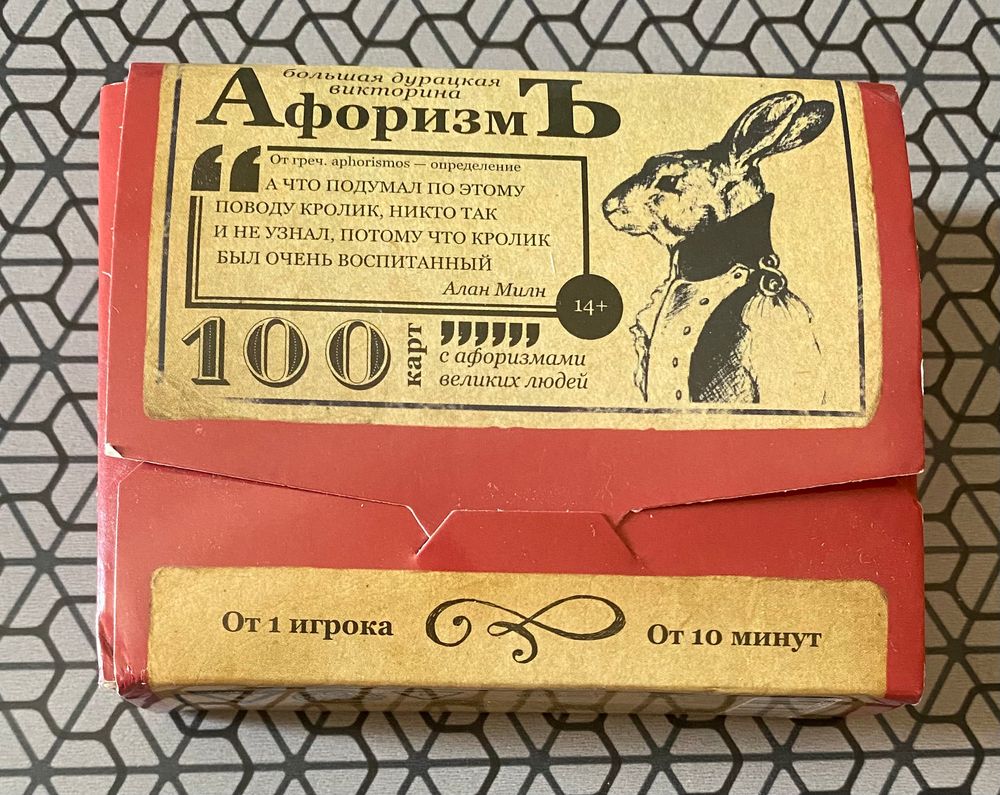 большая дурацкая
викторина
АфоризмЪ
От греч. aphorismos — определение
“ А ЧТО ПОДУМАЛ ПО ЭТОМУ
ПОВОДУ КРОЛИК, НИКТО ТАК
И НЕ УЗНАЛ, ПОТОМУ ЧТО КРОЛИК
БЫЛ ОЧЕНЬ ВОСПИТАННЫЙ
Алан Милн
14+
100 карт
с афоризмами
великих людей
От 1 игрока
От 10 минут